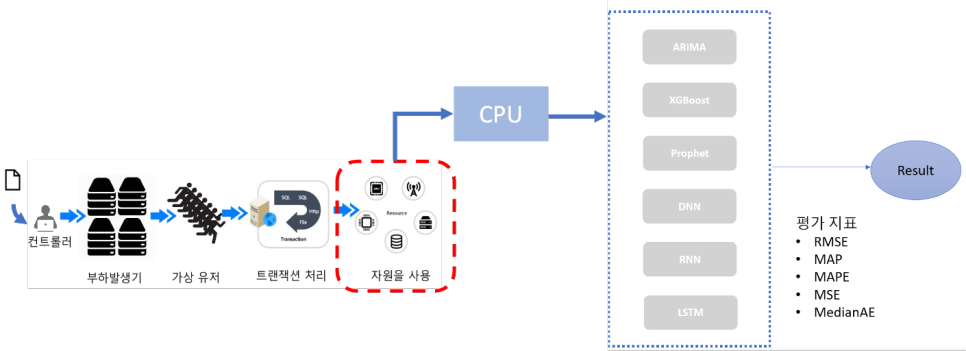 컨트롤러
부하발생기
가상 유저
SQL SQL
Http
File
Transaction
트랜잭션 처리
Resource
자원을 사용
CPU
ARIMA
XGBoost
Prophet
DNN
RNN
LSTM
Result
평가 지표
• RMSE
• MAP
• MAPE
• MSE
• MedianAE